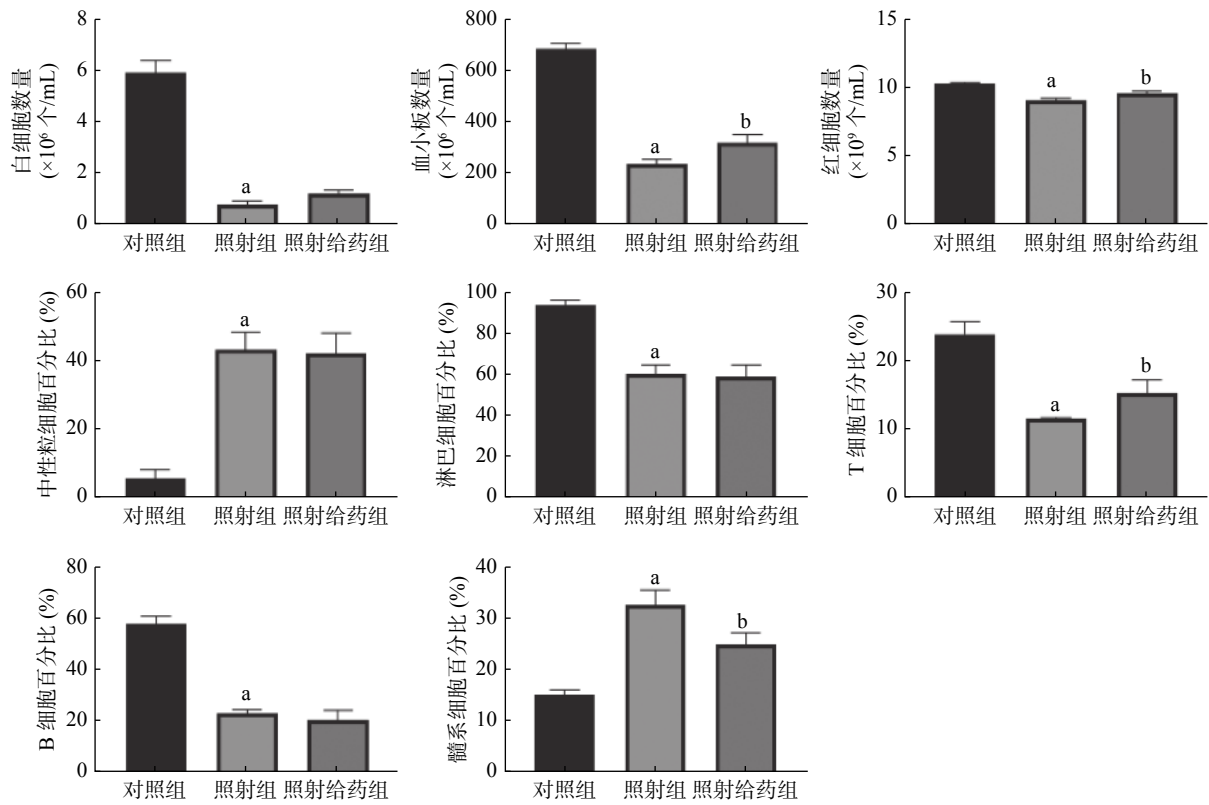 白细胞数量
(×10⁶ 个/mL)
8
6
4
2
0
a
对照组 照射组 照射给药组
血小板数量
(×10⁶ 个/mL)
800
600
400
200
0
a
b
对照组 照射组 照射给药组
红细胞数量
(×10⁹ 个/mL)
15
10
5
0
a
b
对照组 照射组 照射给药组
中性粒细胞百分比 (%)
60
40
20
0
a
对照组 照射组 照射给药组
淋巴细胞百分比 (%)
100
80
60
40
20
0
a
对照组 照射组 照射给药组
T 细胞百分比 (%)
30
20
10
0
a
b
对照组 照射组 照射给药组
B 细胞百分比 (%)
80
60
40
20
0
a
对照组 照射组 照射给药组
髓系细胞百分比 (%)
40
30
20
10
0
a
b
对照组 照射组 照射给药组